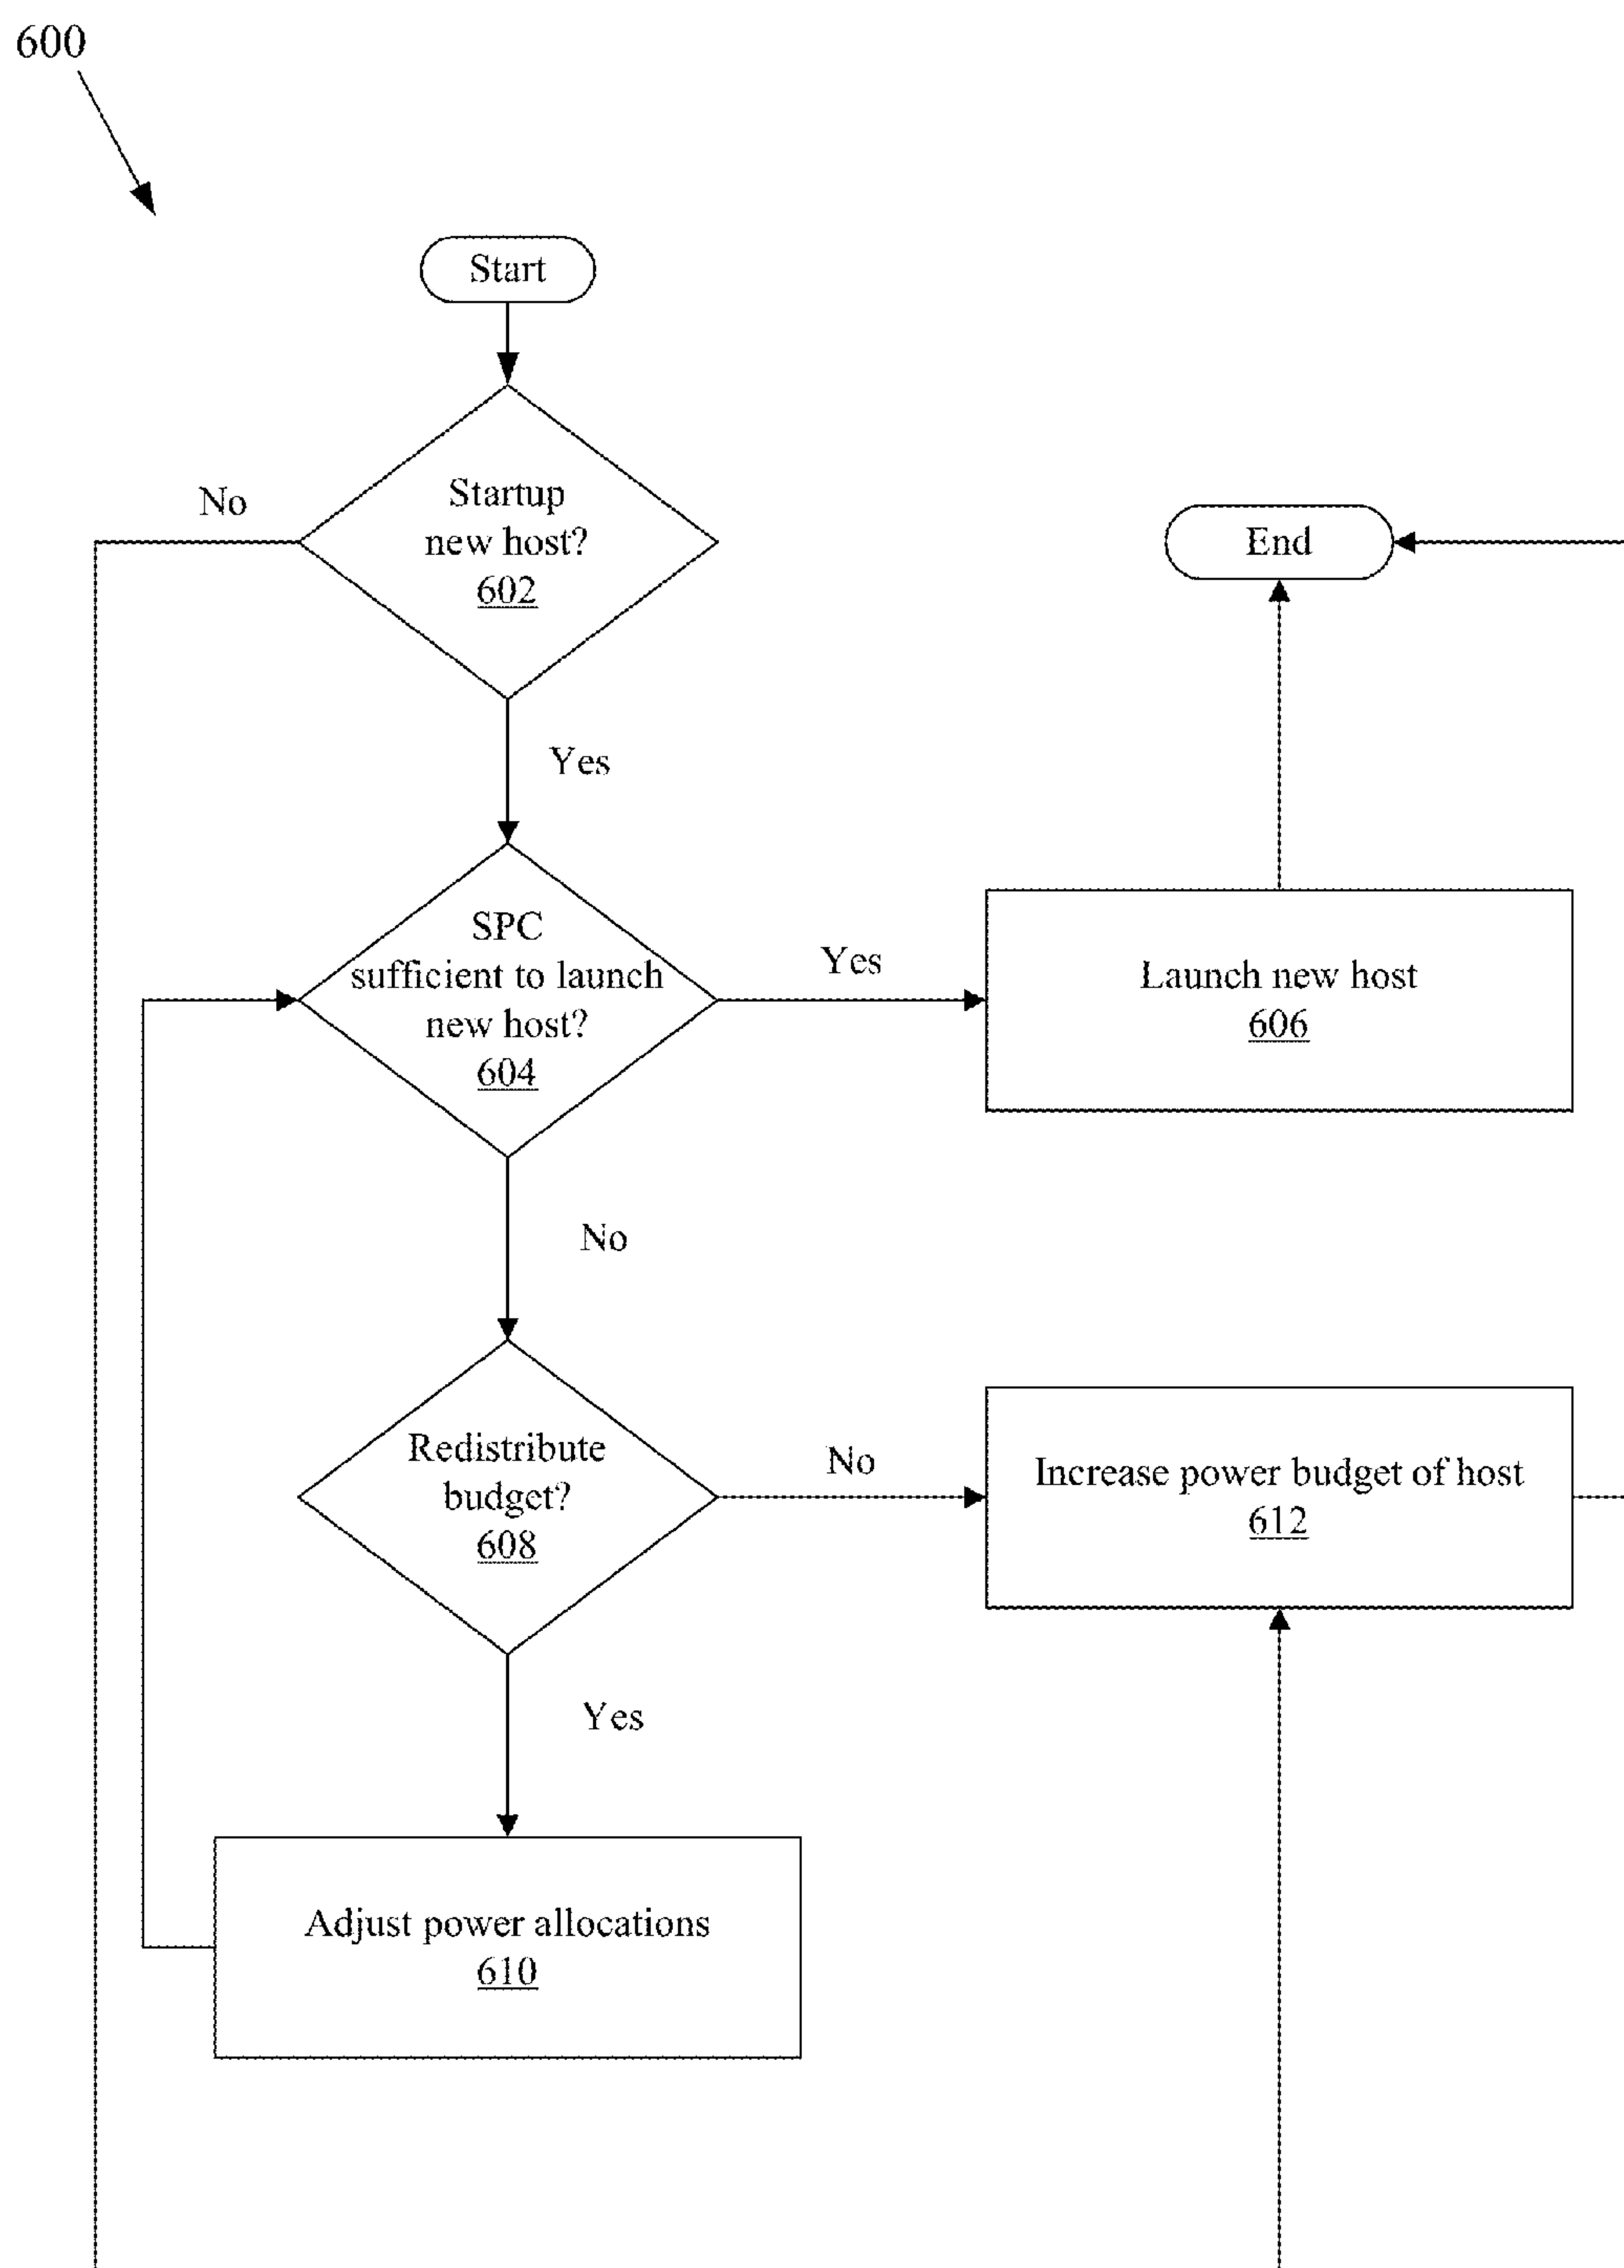 600
Start
No
Startup
new host?
602
End
Yes
SPC
sufficient to launch
new host?
604
Yes
Launch new host
606
No
Redistribute
budget?
608
No
Increase power budget of host
612
Yes
Adjust power allocations
610